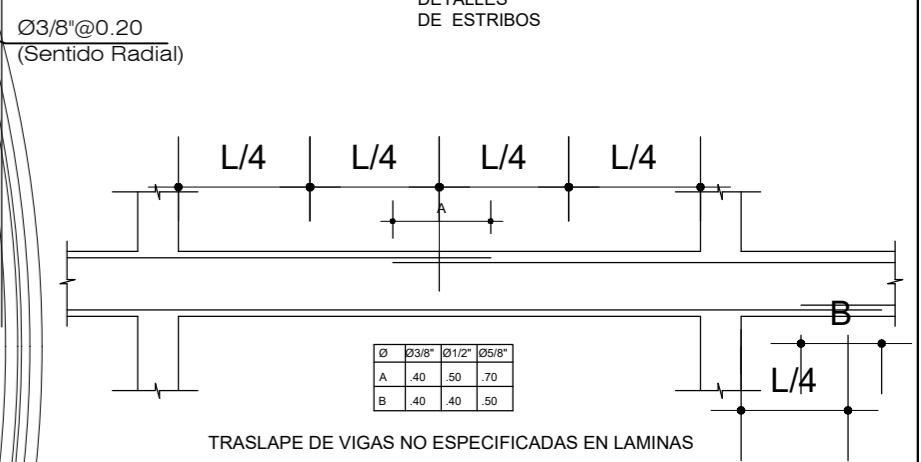 DETALLES
DE ESTRIBOS
Ø3/8"@0.20
(Sentido Radial)
L/4 L/4 L/4 L/4
A
B
L/4
Ø Ø3/8" Ø1/2" Ø5/8"
A .40 .50 .70
B .40 .40 .50
TRASLAPE DE VIGAS NO ESPECIFICADAS EN LAMINAS